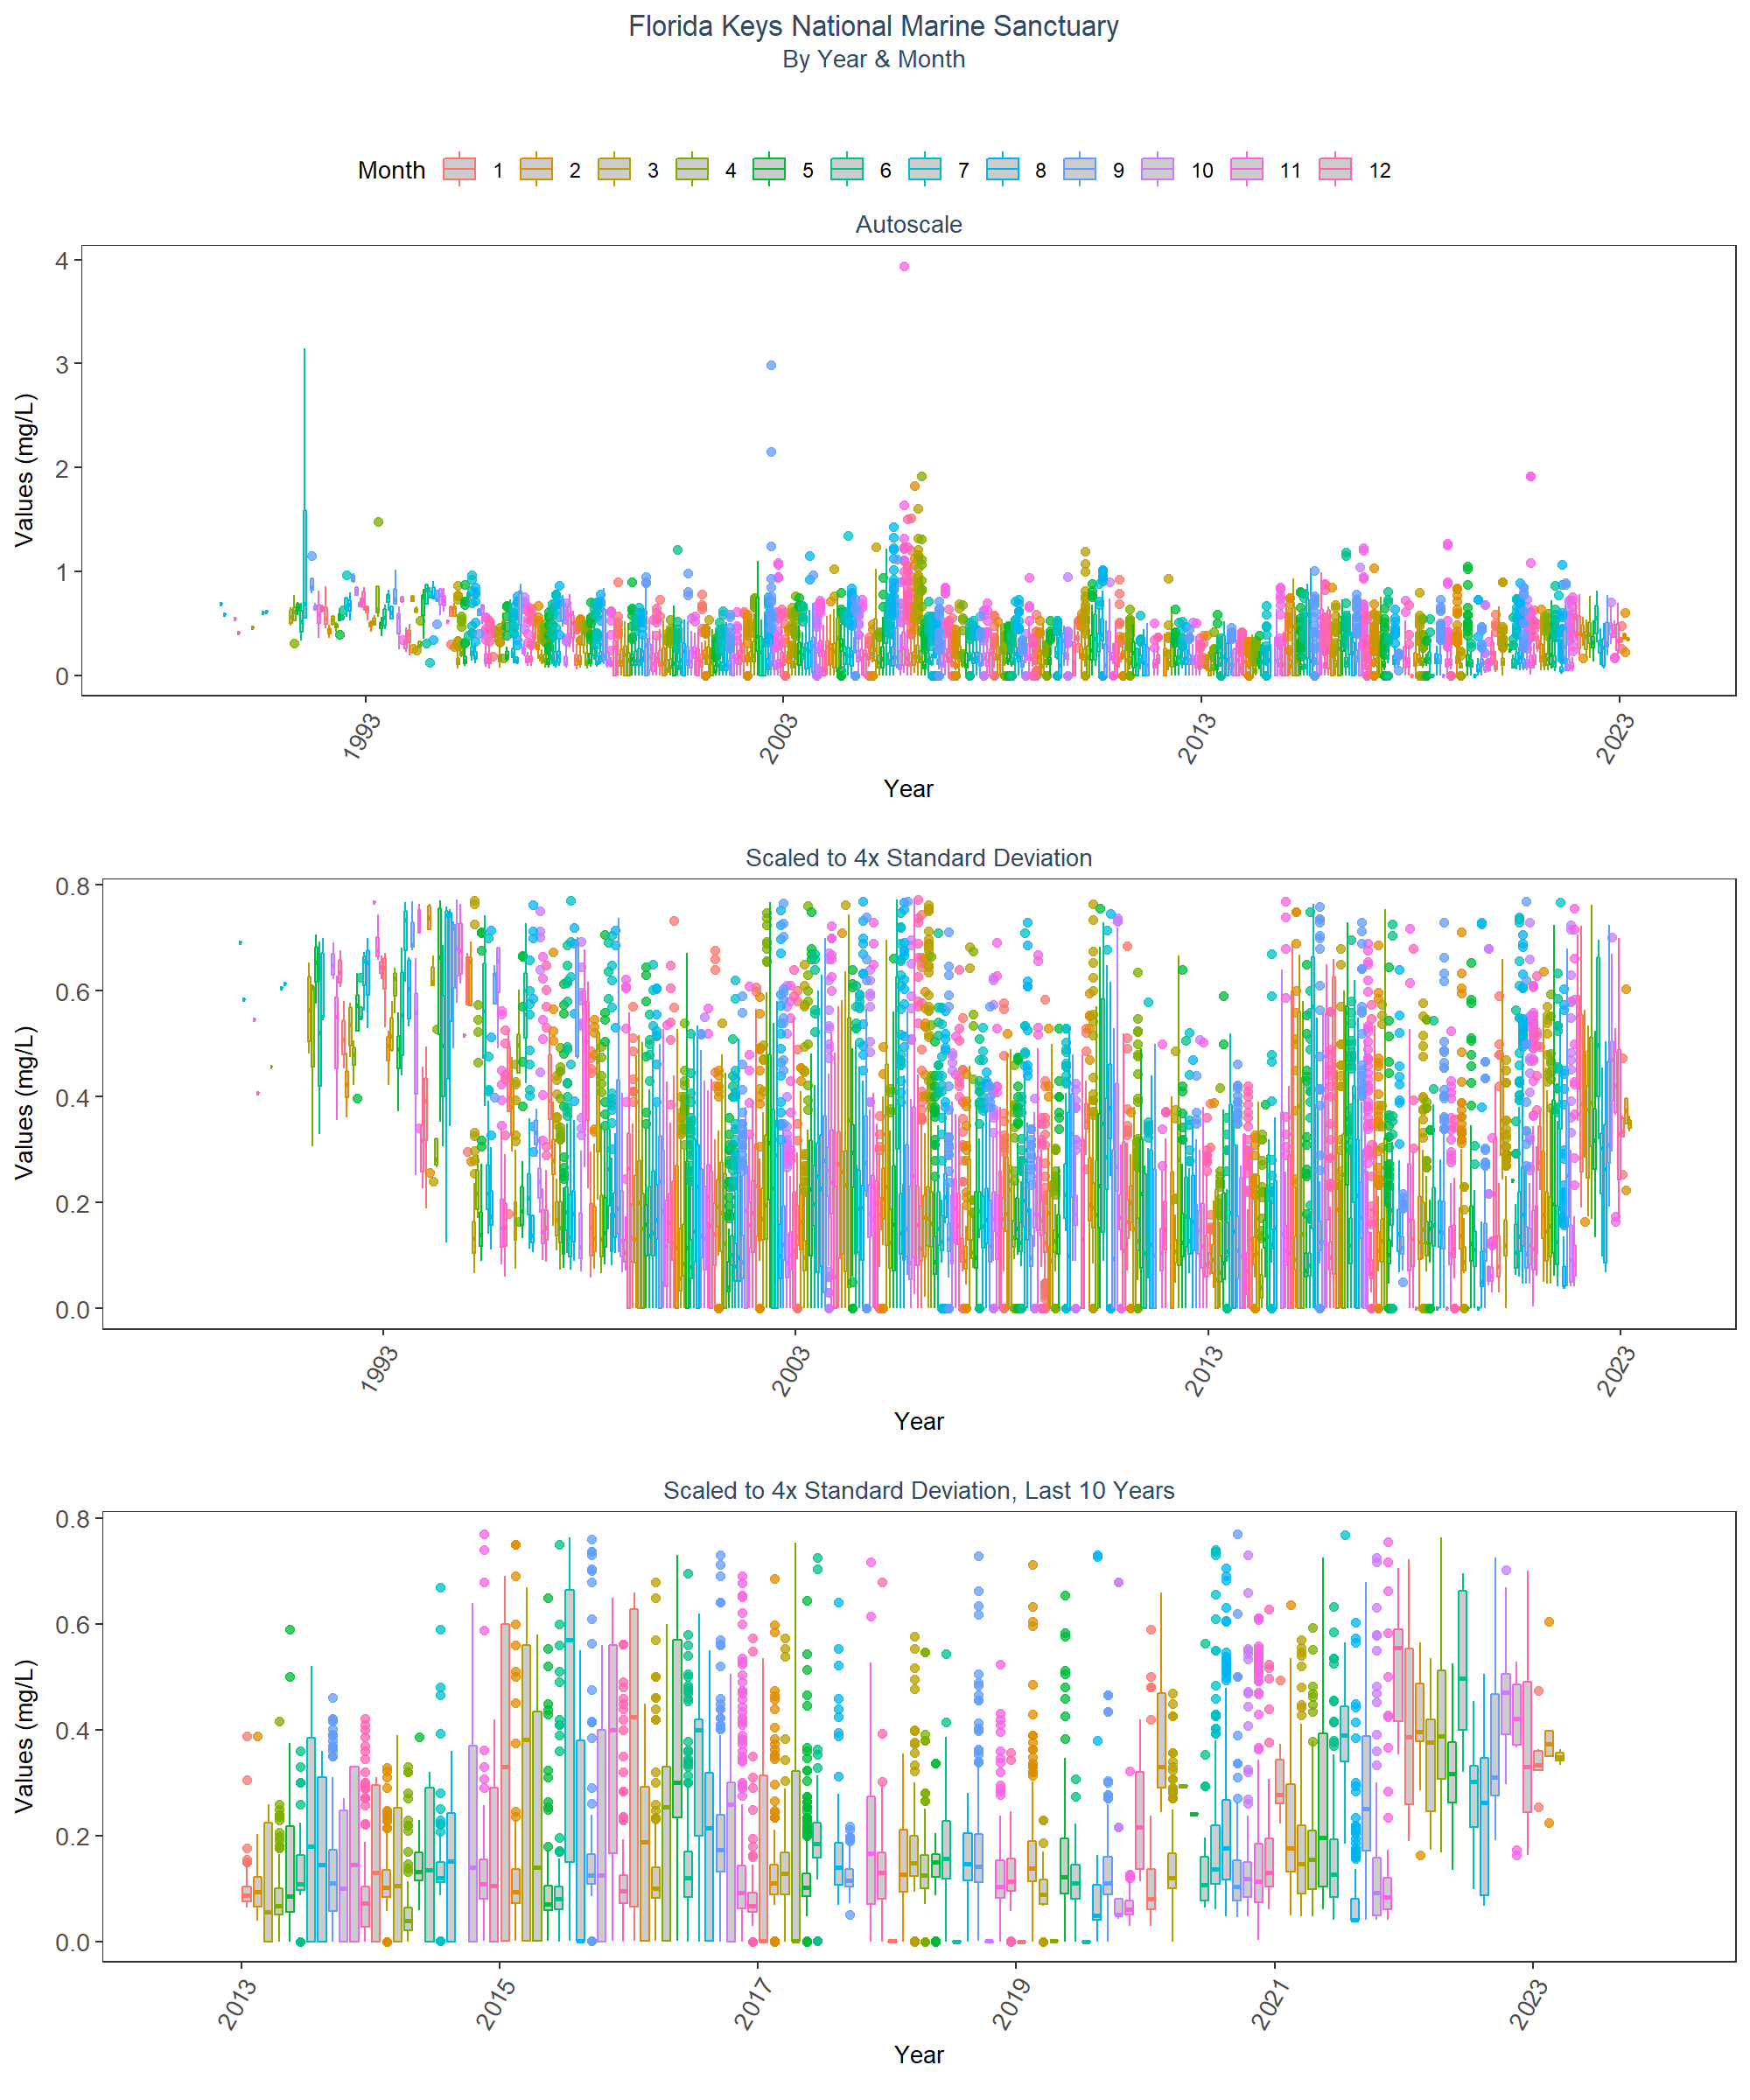 Florida Keys National Marine Sanctuary
By Year & Month
Month 1 2 3 4 5 6 7 8 9 10 11 12
Autoscale
Values (mg/L)
4
3
2
1
0
1993 2003 2013 2023
Year
Scaled to 4x Standard Deviation
Values (mg/L)
0.8
0.6
0.4
0.2
0.0
1993 2003 2013 2023
Year
Scaled to 4x Standard Deviation, Last 10 Years
Values (mg/L)
0.8
0.6
0.4
0.2
0.0
2013 2015 2017 2019 2021 2023
Year